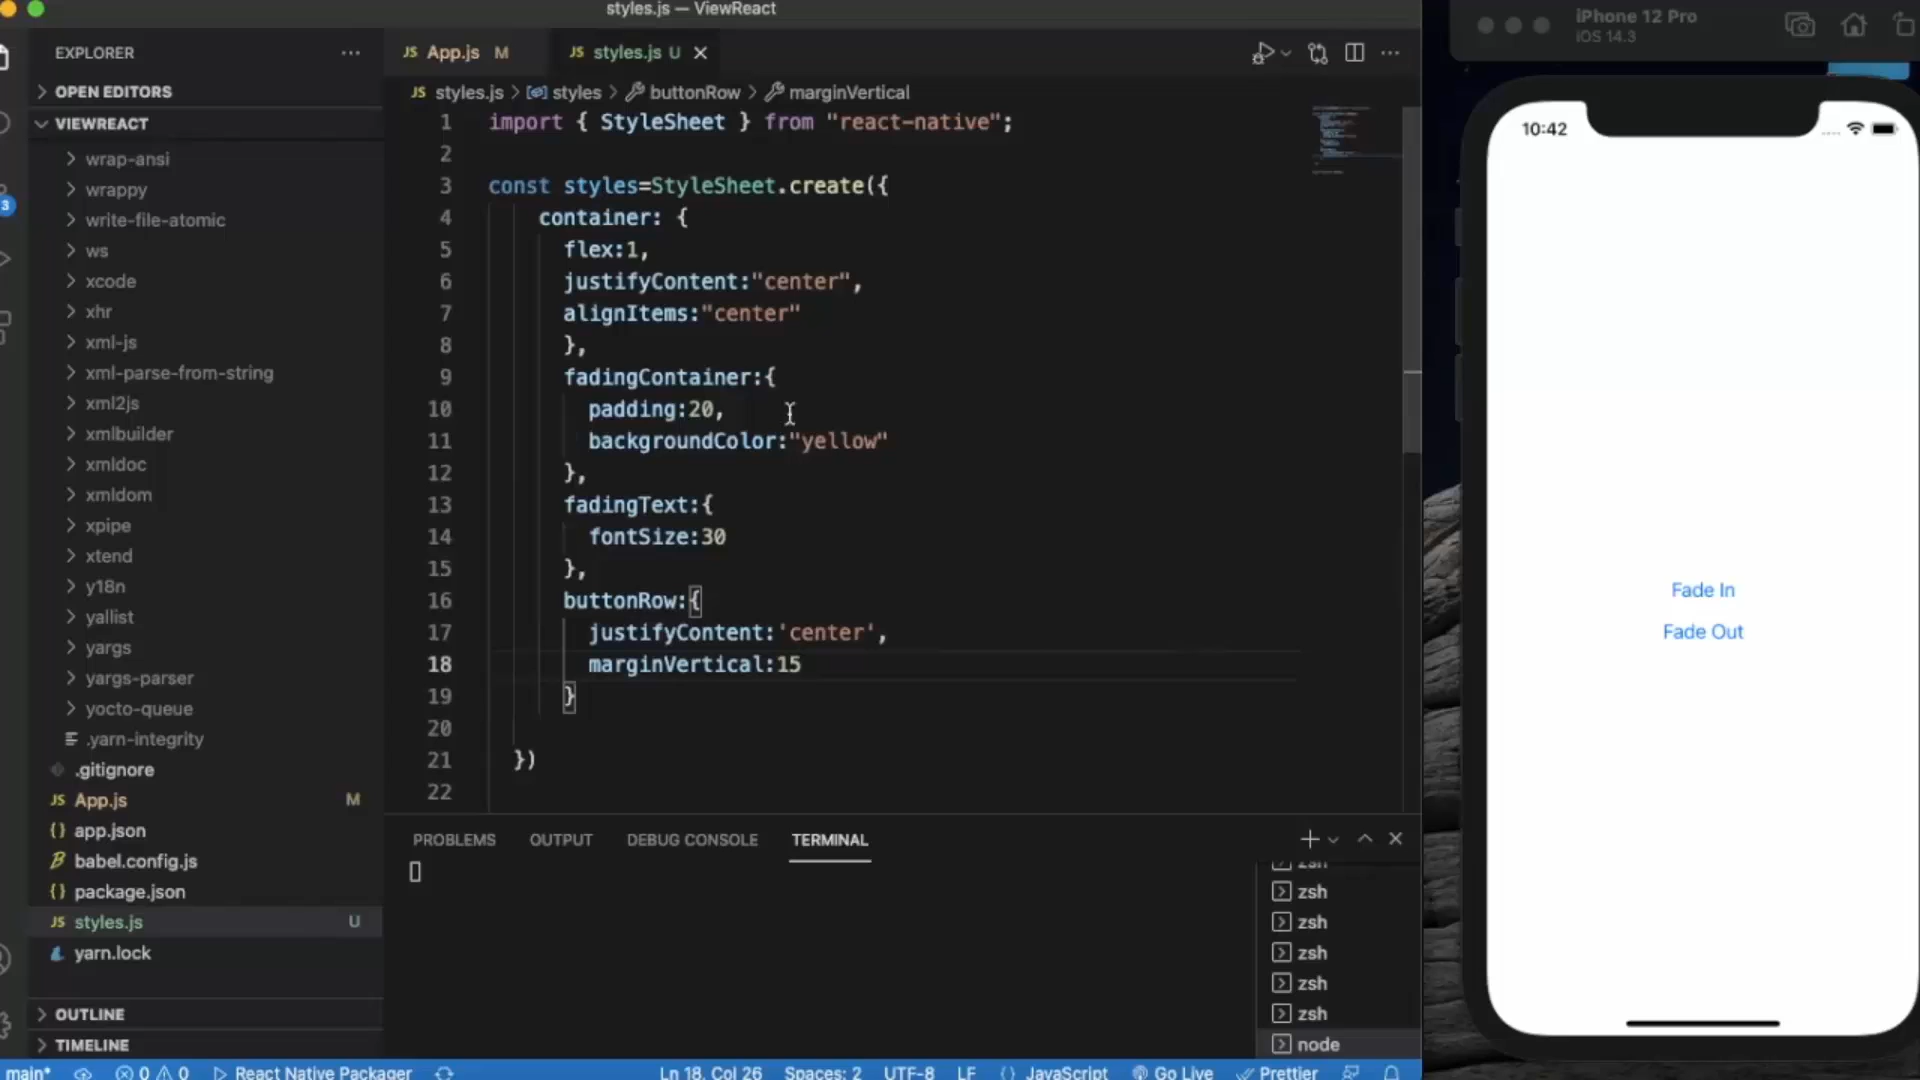 styles.js — ViewReact
iPhone 12 Pro
iOS 14.3
EXPLORER
App.js M
styles.js U
OPEN EDITORS
styles.js > styles > buttonRow > marginVertical
VIEWREACT
3
wrap-ansi
wrappy
write-file-atomic
ws
xcode
xhr
xml-js
xml-parse-from-string
xml2js
xmlbuilder
xmldoc
xmldom
xpipe
xtend
y18n
yallist
yargs
yargs-parser
yocto-queue
.yarn-integrity
.gitignore
JS App.js M
{} app.json
babel.config.js
{} package.json
JS styles.js U
yarn.lock
OUTLINE
TIMELINE
1 import { StyleSheet } from "react-native";
2
3 const styles=StyleSheet.create({
4 container: {
5 flex:1,
6 justifyContent:"center",
7 alignItems:"center"
8 },
9 fadingContainer:{
10 padding:20,
11 backgroundColor:"yellow"
12 },
13 fadingText:{
14 fontSize:30
15 },
16 buttonRow:{
17 justifyContent:'center',
18 marginVertical:15
19 }
20
21 })
22
PROBLEMS OUTPUT DEBUG CONSOLE TERMINAL
zsh
zsh
zsh
zsh
zsh
zsh
node
10:42
Fade In
Fade Out
main* 0 0 React Native Packager Ln 18, Col 26 Spaces: 2 UTF-8 LF {} JavaScript Go Live Prettier